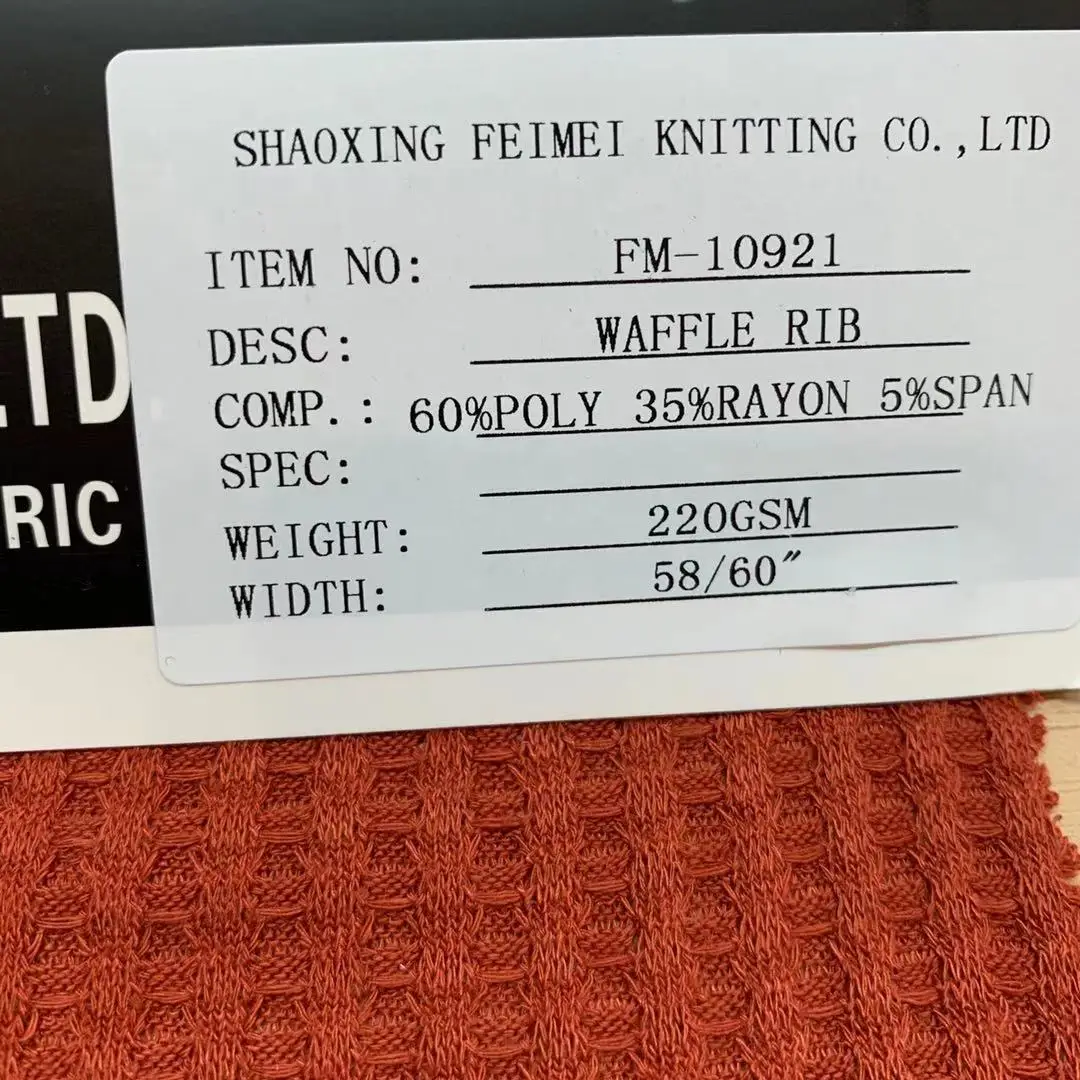 SHAOXING FEIMEI KNITTING CO.,LTD
ITEM NO: FM-10921
DESC: WAFFLE RIB
COMP.: 60%POLY 35%RAYON 5%SPAN
SPEC:
WEIGHT: 220GSM
WIDTH: 58/60″
LTD
RIC